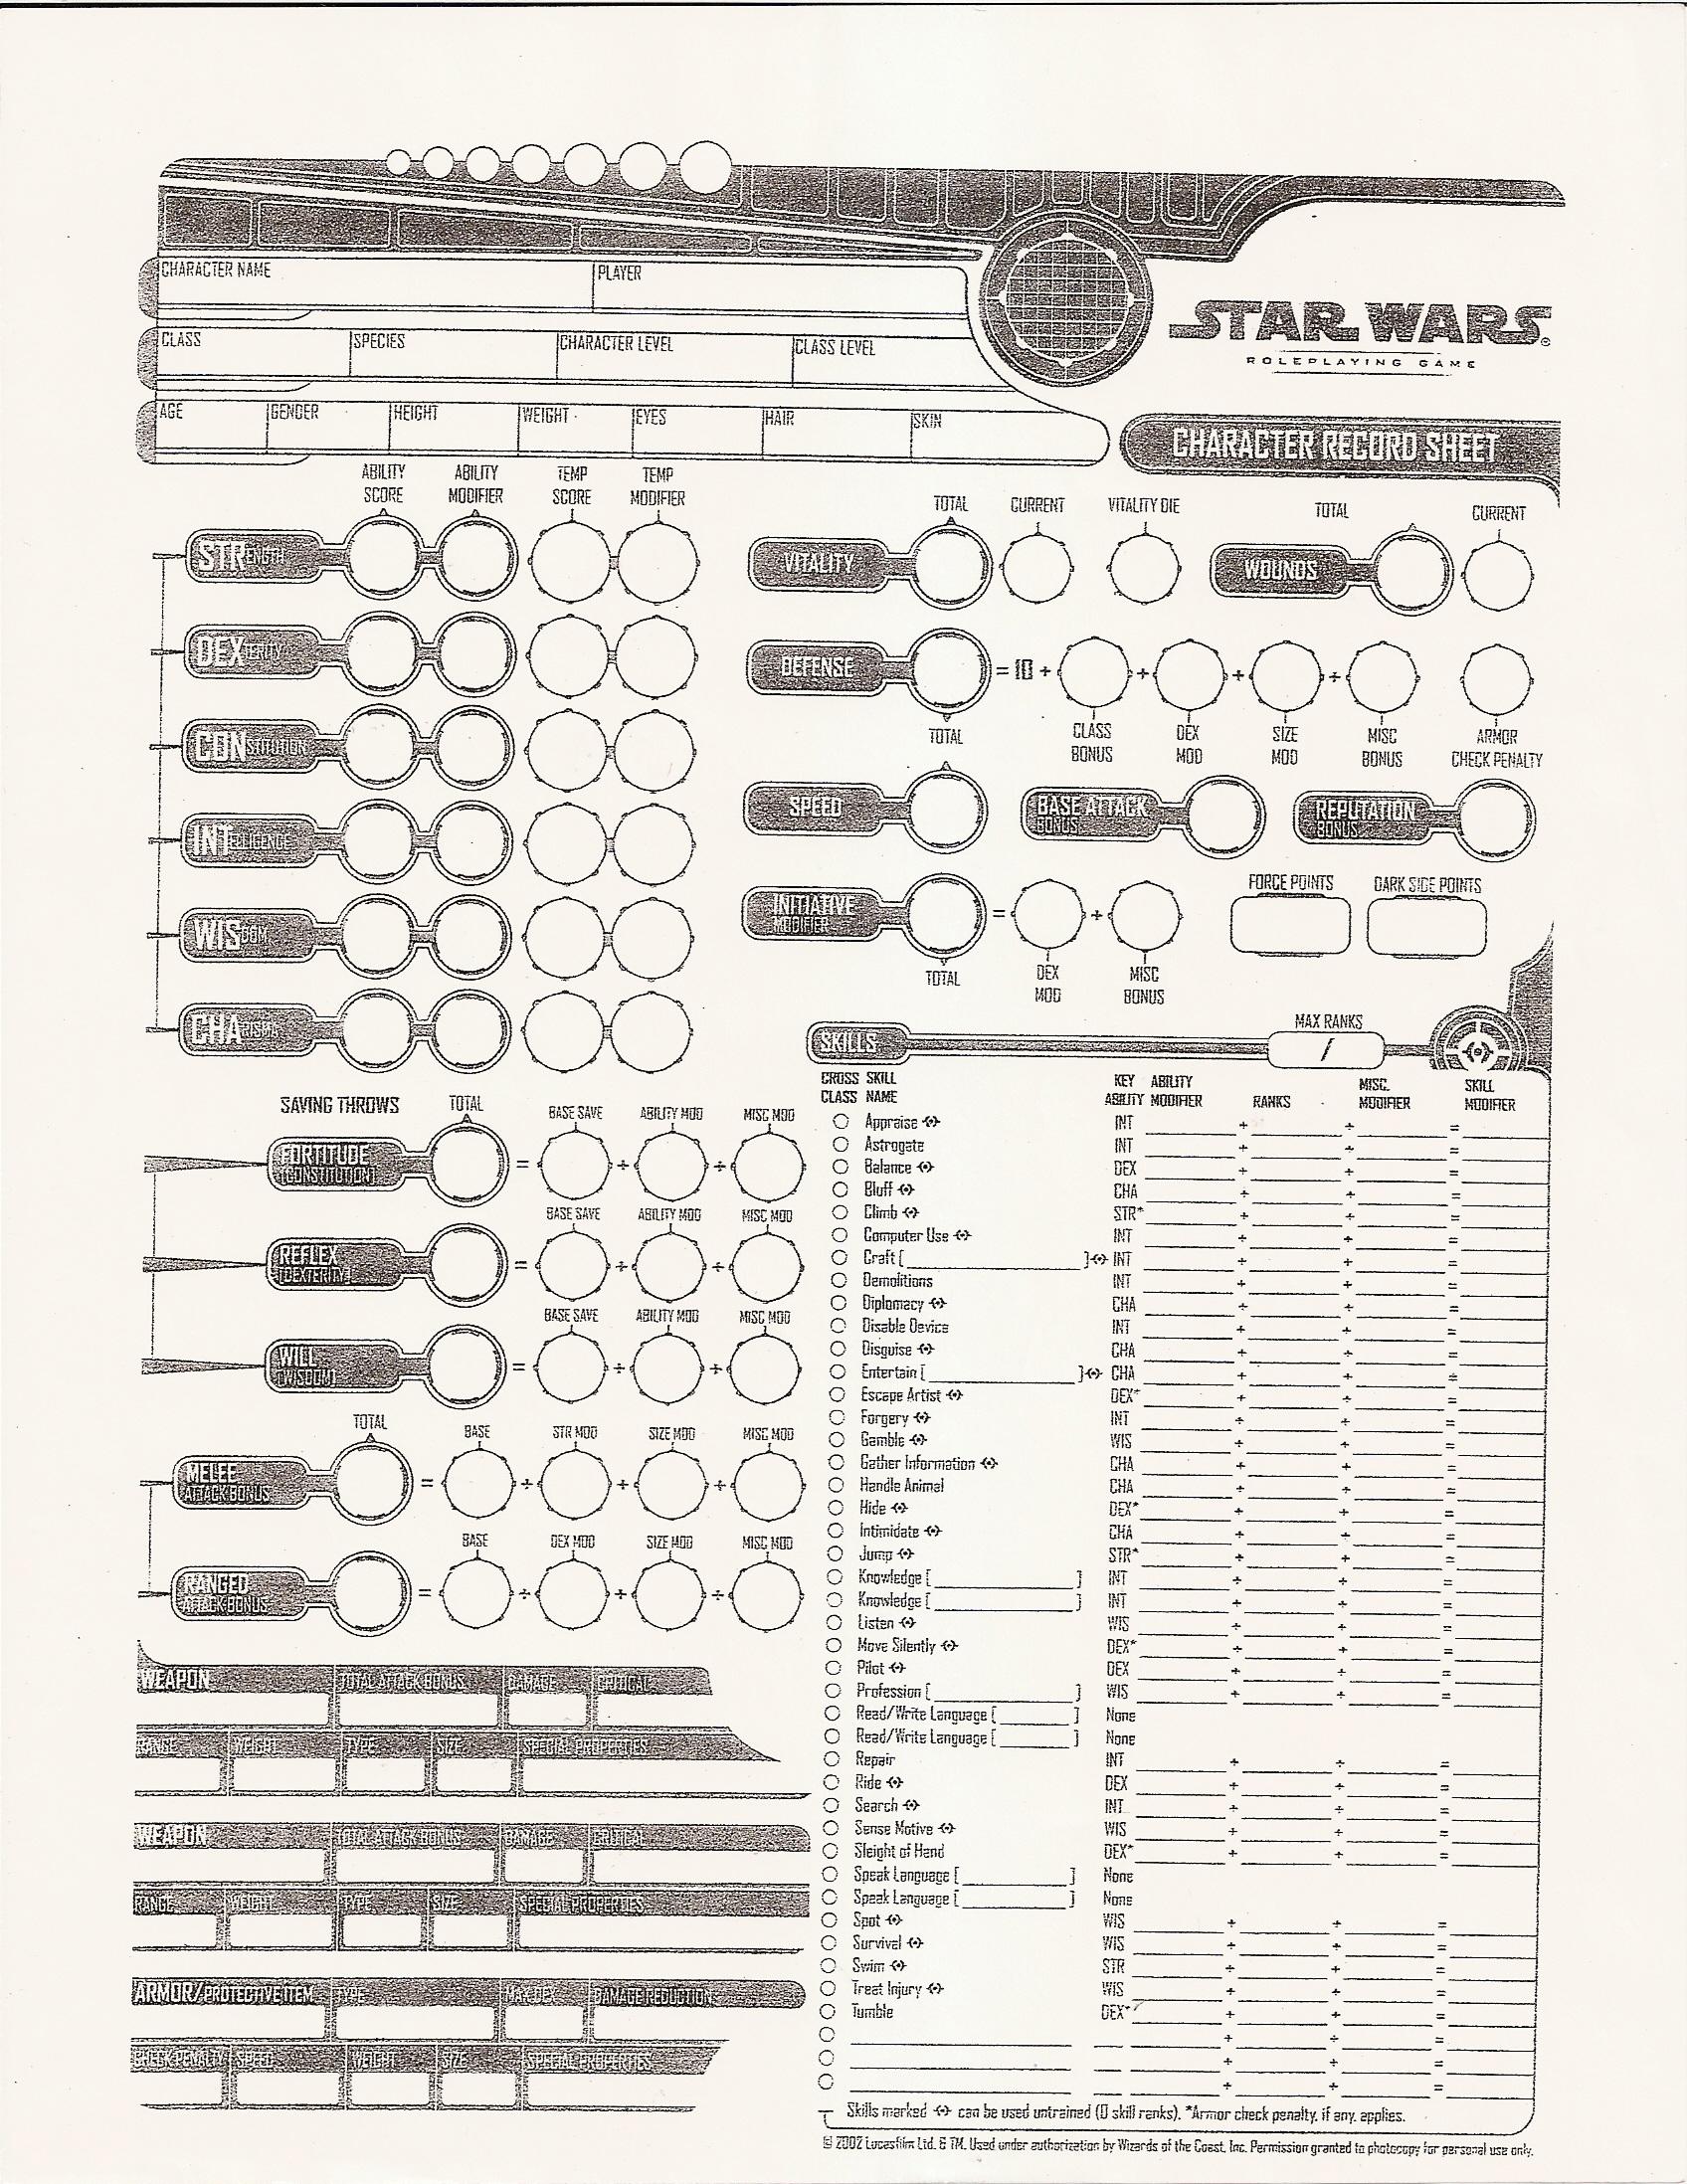 CHARACTER NAME PLAYER
STAR WARS®
ROLEPLAYING GAME
CLASS SPECIES CHARACTER LEVEL CLASS LEVEL
AGE GENDER HEIGHT WEIGHT EYES HAIR SKIN
CHARACTER RECORD SHEET
ABILITY SCORE ABILITY MODIFIER TEMP SCORE TEMP MODIFIER
STRENGTH
DEXTERITY
CONSTITUTION
INTELLIGENCE
WISDOM
CHARISMA
TOTAL CURRENT VITALITY DIE TOTAL CURRENT
VITALITY WOUNDS
DEFENSE = 10 + + + +
TOTAL CLASS BONUS DEX MOD SIZE MOD MISC BONUS ARMOR CHECK PENALTY
SPEED BASE ATTACK BONUS REPUTATION BONUS
FORCE POINTS DARK SIDE POINTS
INITIATIVE MODIFIER = +
TOTAL DEX MOD MISC BONUS
SAVING THROWS TOTAL BASE SAVE ABILITY MOD MISC MOD
FORTITUDE (CONSTITUTION) = + +
BASE SAVE ABILITY MOD MISC MOD
REFLEX (DEXTERITY) = + +
BASE SAVE ABILITY MOD MISC MOD
WILL (WISDOM) = + +
TOTAL BASE STR MOD SIZE MOD MISC MOD
MELEE ATTACK BONUS = + + +
BASE DEX MOD SIZE MOD MISC MOD
RANGED ATTACK BONUS = + + +
WEAPON TOTAL ATTACK BONUS DAMAGE CRITICAL
RANGE WEIGHT TYPE SIZE SPECIAL PROPERTIES
WEAPON TOTAL ATTACK BONUS DAMAGE CRITICAL
RANGE WEIGHT TYPE SIZE SPECIAL PROPERTIES
ARMOR/PROTECTIVE ITEM TYPE MAX DEX DAMAGE REDUCTION
CHECK PENALTY SPEED WEIGHT SIZE SPECIAL PROPERTIES
SKILLS MAX RANKS /
CROSS SKILL KEY ABILITY MISC. SKILL
CLASS NAME ABILITY MODIFIER RANKS MODIFIER MODIFIER
Appraise INT + + =
Astrogate INT + + =
Balance DEX + + =
Bluff CHA + + =
Climb STR* + + =
Computer Use INT + + =
Craft [ ] INT + + =
Demolitions INT + + =
Diplomacy CHA + + =
Disable Device INT + + =
Disguise CHA + + =
Entertain [ ] CHA + + =
Escape Artist DEX* + + =
Forgery INT + + =
Gamble WIS + + =
Gather Information CHA + + =
Handle Animal CHA + + =
Hide DEX* + + =
Intimidate CHA + + =
Jump STR* + + =
Knowledge [ ] INT + + =
Knowledge [ ] INT + + =
Listen WIS + + =
Move Silently DEX* + + =
Pilot DEX + + =
Profession [ ] WIS + + =
Read/Write Language [ ] None
Read/Write Language [ ] None
Repair INT + + =
Ride DEX + + =
Search INT + + =
Sense Motive WIS + + =
Sleight of Hand DEX* + + =
Speak Language [ ] None
Speak Language [ ] None
Spot WIS + + =
Survival WIS + + =
Swim STR + + =
Treat Injury WIS + + =
Tumble DEX* + + =
+ + =
+ + =
+ + =
Skills marked can be used untrained (0 skill ranks). *Armor check penalty, if any, applies.
© 2002 Lucasfilm Ltd. & TM. Used under authorization by Wizards of the Coast, Inc. Permission granted to photocopy for personal use only.